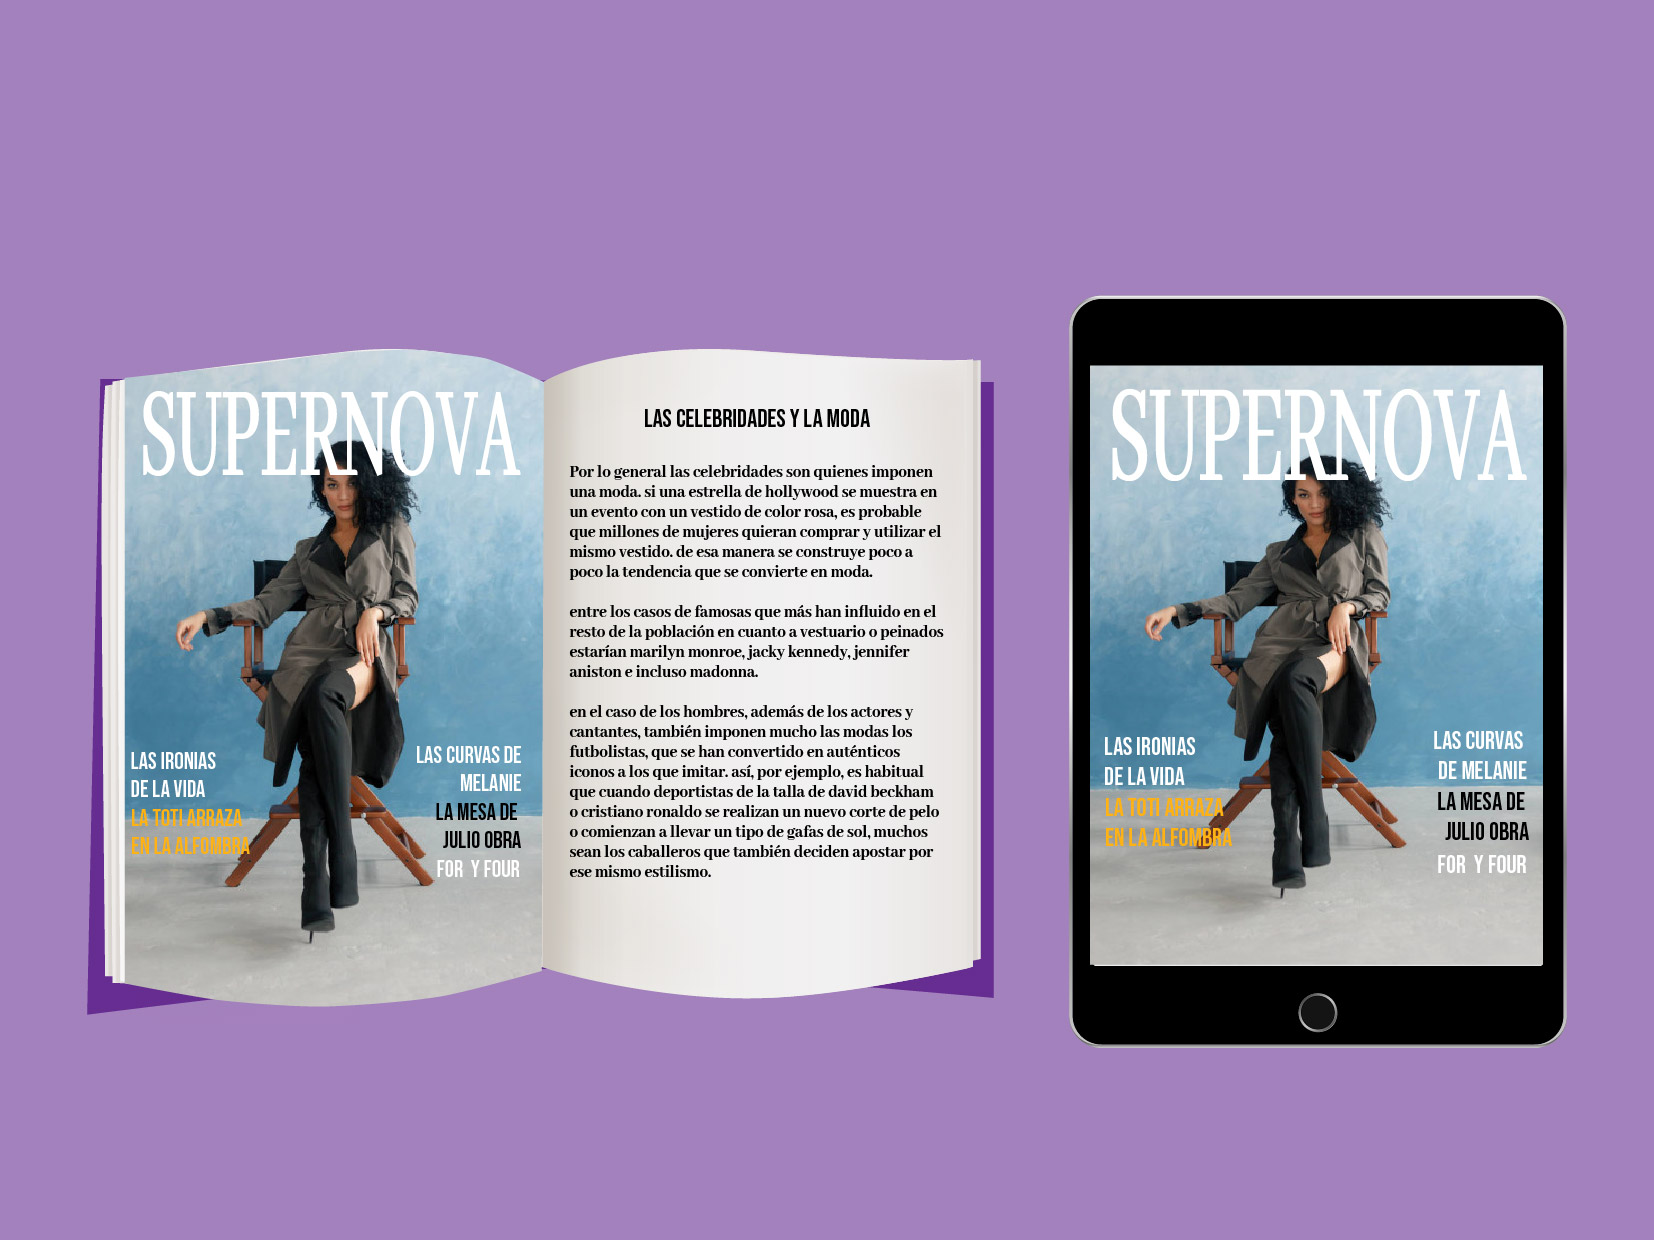 SUPERNOVA
LAS IRONIAS
DE LA VIDA
LA TOTI ARRAZA
EN LA ALFOMBRA
LAS CURVAS DE
MELANIE
LA MESA DE
JULIO OBRA
FOR Y FOUR
LAS CELEBRIDADES Y LA MODA
Por lo general las celebridades son quienes imponen
una moda. si una estrella de hollywood se muestra en
un evento con un vestido de color rosa, es probable
que millones de mujeres quieran comprar y utilizar el
mismo vestido. de esa manera se construye poco a
poco la tendencia que se convierte en moda.
entre los casos de famosas que más han influido en el
resto de la población en cuanto a vestuario o peinados
estarían marilyn monroe, jacky kennedy, jennifer
aniston e incluso madonna.
en el caso de los hombres, además de los actores y
cantantes, también imponen mucho las modas los
futbolistas, que se han convertido en auténticos
iconos a los que imitar. así, por ejemplo, es habitual
que cuando deportistas de la talla de david beckham
o cristiano ronaldo se realizan un nuevo corte de pelo
o comienzan a llevar un tipo de gafas de sol, muchos
sean los caballeros que también deciden apostar por
ese mismo estilismo.
SUPERNOVA
LAS IRONIAS
DE LA VIDA
LA TOTI ARRAZA
EN LA ALFOMBRA
LAS CURVAS
DE MELANIE
LA MESA DE
JULIO OBRA
FOR Y FOUR